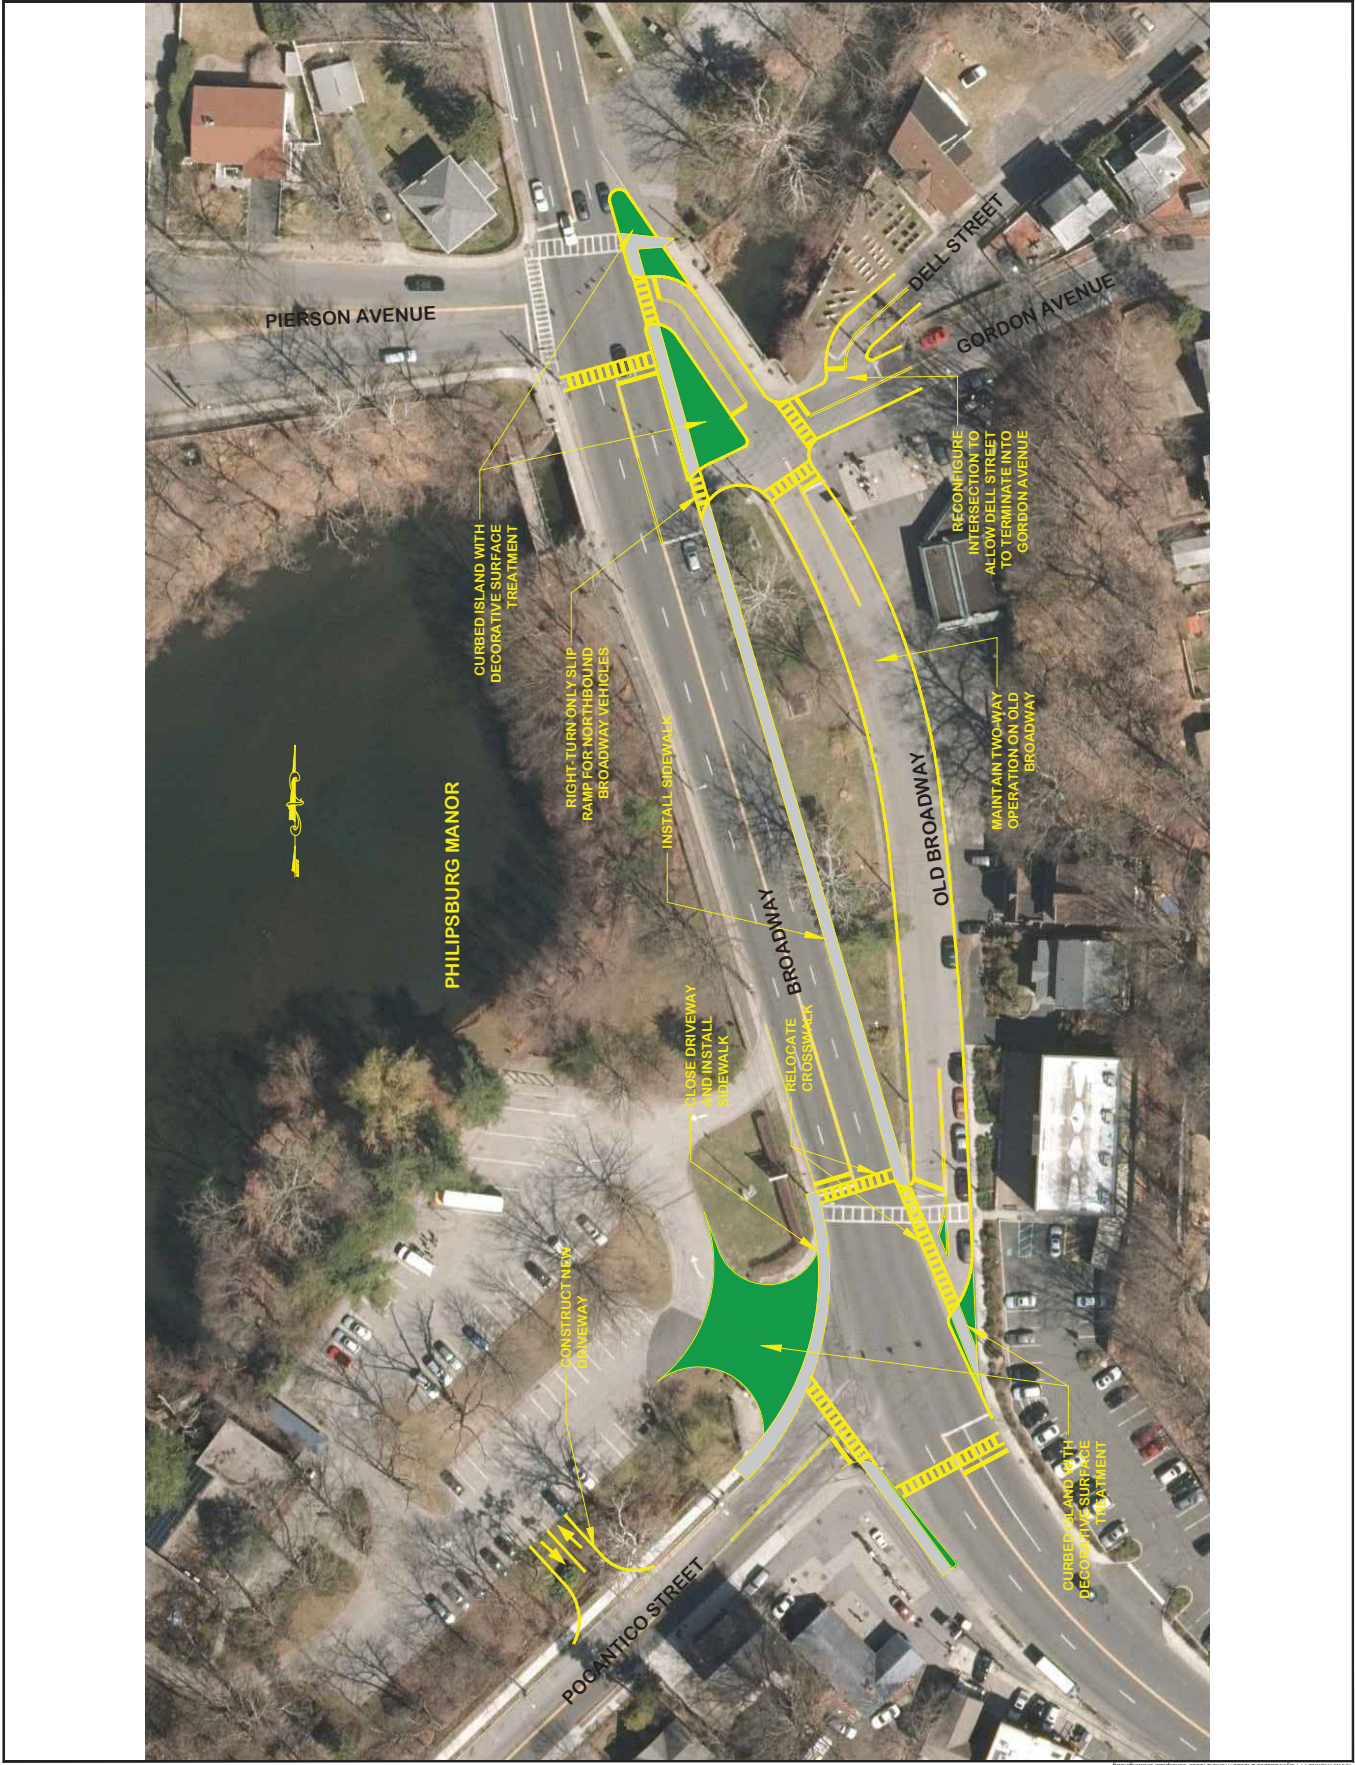 PIERSON AVENUE
DELL STREET
GORDON AVENUE
CURBED ISLAND WITH
DECORATIVE SURFACE
TREATMENT
RECONFIGURE
INTERSECTION TO
ALLOW DELL STREET
TO TERMINATE INTO
GORDON AVENUE
RIGHT-TURN ONLY SLIP
RAMP FOR NORTHBOUND
BROADWAY VEHICLES
INSTALL SIDEWALK
MAINTAIN TWO-WAY
OPERATION ON OLD
BROADWAY
PHILIPSBURG MANOR
OLD BROADWAY
BROADWAY
CLOSE DRIVEWAY
AND INSTALL
SIDEWALK
RELOCATE
CROSSWALK
CONSTRUCT NEW
DRIVEWAY
CURBED ISLAND WITH
DECORATIVE SURFACE
TREATMENT
POCANTICO STREET